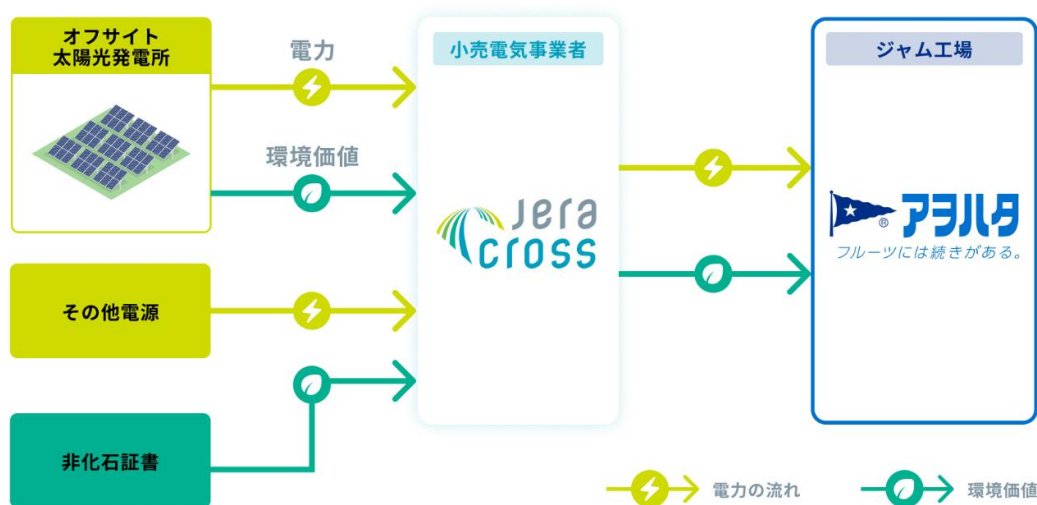 オフサイト
太陽光発電所
電力
環境価値
その他電源
非化石証書
小売電気事業者
Jera
cross
ジャム工場
® アヲハタ
フルーツには続きがある。
電力の流れ
環境価値